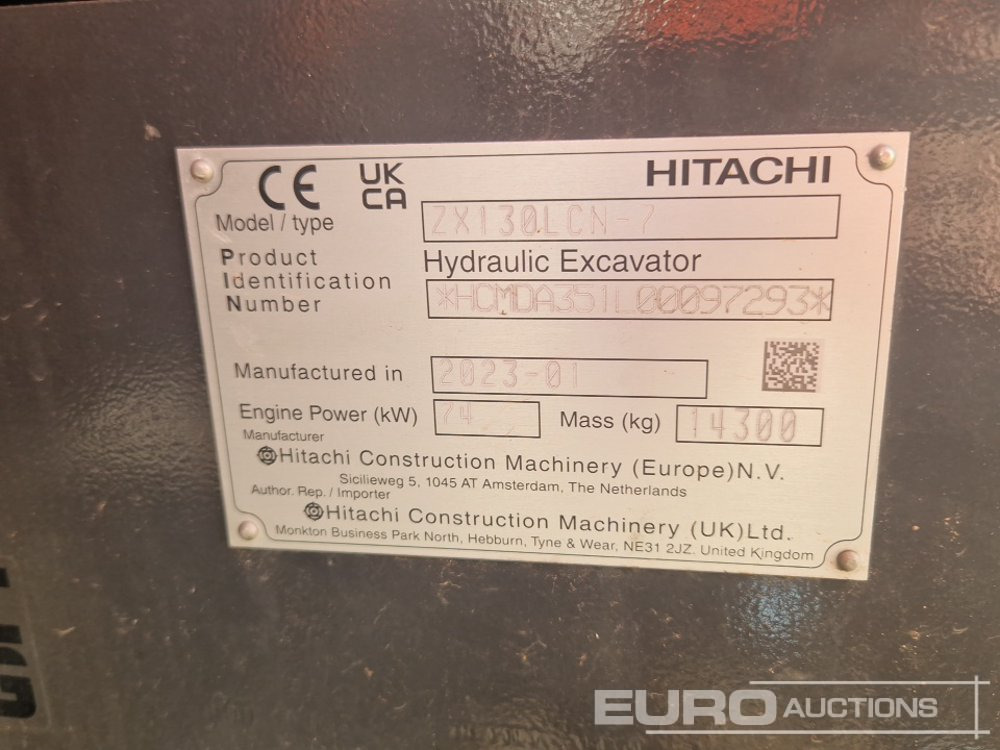 CE UK CA HITACHI
Model / type ZX130LCN-7
Product Hydraulic Excavator
Identification
Number *HCMDA351L00097293*
Manufactured in 2023-01
Engine Power (kW) 74 Mass (kg) 14300
Manufacturer
Hitachi Construction Machinery (Europe)N.V.
Sicilieweg 5, 1045 AT Amsterdam, The Netherlands
Author. Rep. / Importer
Hitachi Construction Machinery (UK)Ltd.
Monkton Business Park North, Hebburn, Tyne & Wear, NE31 2JZ. United Kingdom
EURO AUCTIONS